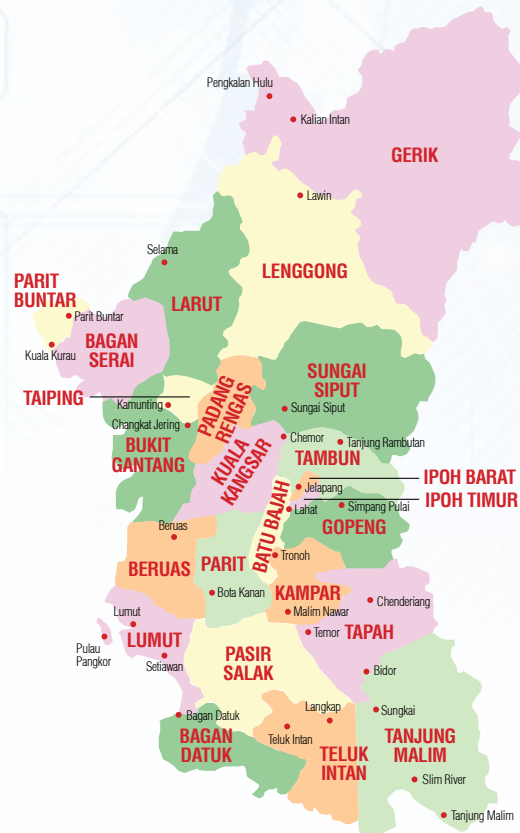 Pengkalan Hulu
Kalian Intan
GERIK
Lawin
Selama
LENGGONG
PARIT
BUNTAR
LARUT
Parit Buntar
BAGAN
SERAI
Kuala Kurau
SUNGAI
SIPUT
TAIPING
Kamunting
PADANG
RENGAS
Sungai Siput
Changkat Jering
BUKIT
GANTANG
KUALA
KANGSAR
Chemor
Tanjung Rambutan
TAMBUN
IPOH BARAT
Jelapang
IPOH TIMUR
BATU BAJAH
Lahat
Simpang Pulai
GOPENG
Beruas
Tronoh
BERUAS
PARIT
Bota Kanan
KAMPAR
Chenderiang
Malim Nawar
Lumut
LUMUT
Temor
TAPAH
Pulau
Pangkor
Setiawan
PASIR
SALAK
Bidor
Langkap
Sungkai
Bagan Datuk
BAGAN
DATUK
Teluk Intan
TELUK
INTAN
TANJUNG
MALIM
Slim River
Tanjung Malim